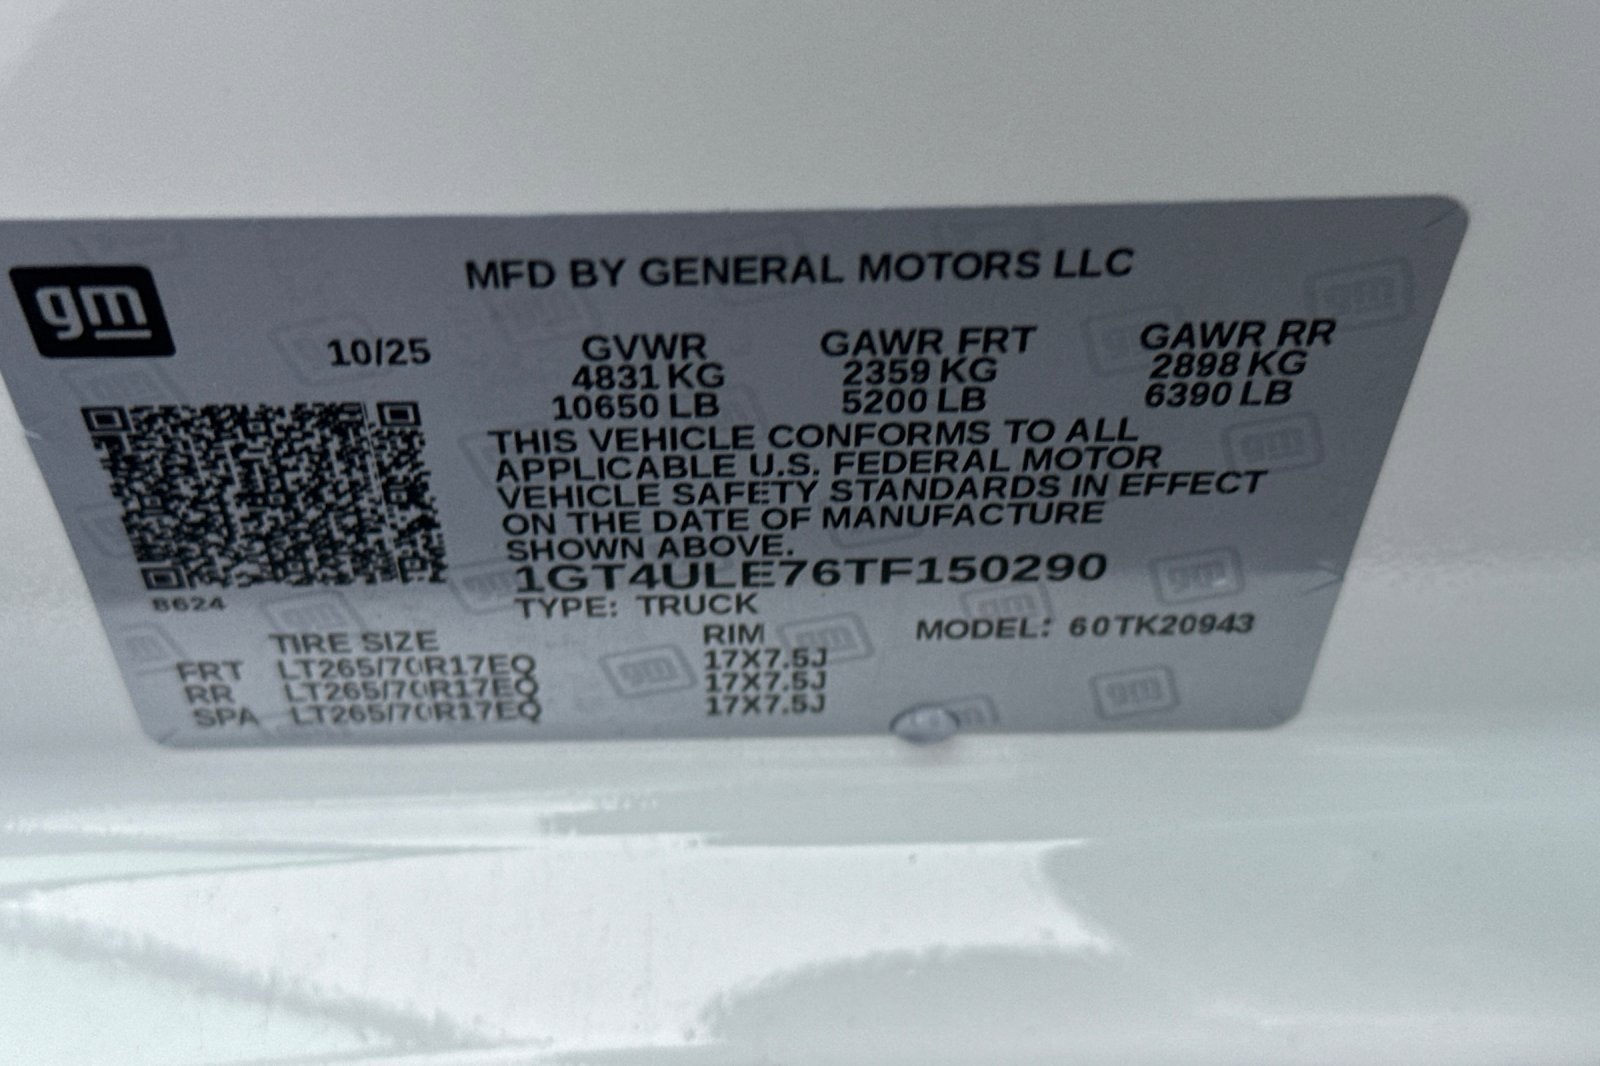 gm
MFD BY GENERAL MOTORS LLC
10/25 GVWR GAWR FRT GAWR RR
4831 KG 2359 KG 2898 KG
10650 LB 5200 LB 6390 LB
THIS VEHICLE CONFORMS TO ALL
APPLICABLE U.S. FEDERAL MOTOR
VEHICLE SAFETY STANDARDS IN EFFECT
ON THE DATE OF MANUFACTURE
SHOWN ABOVE.
1GT4ULE76TF150290
8624
TYPE: TRUCK
TIRE SIZE RIM MODEL: 60TK20943
FRT LT265/70R17EQ 17X7.5J
RR LT265/70R17EQ 17X7.5J
SPA LT265/70R17EQ 17X7.5J